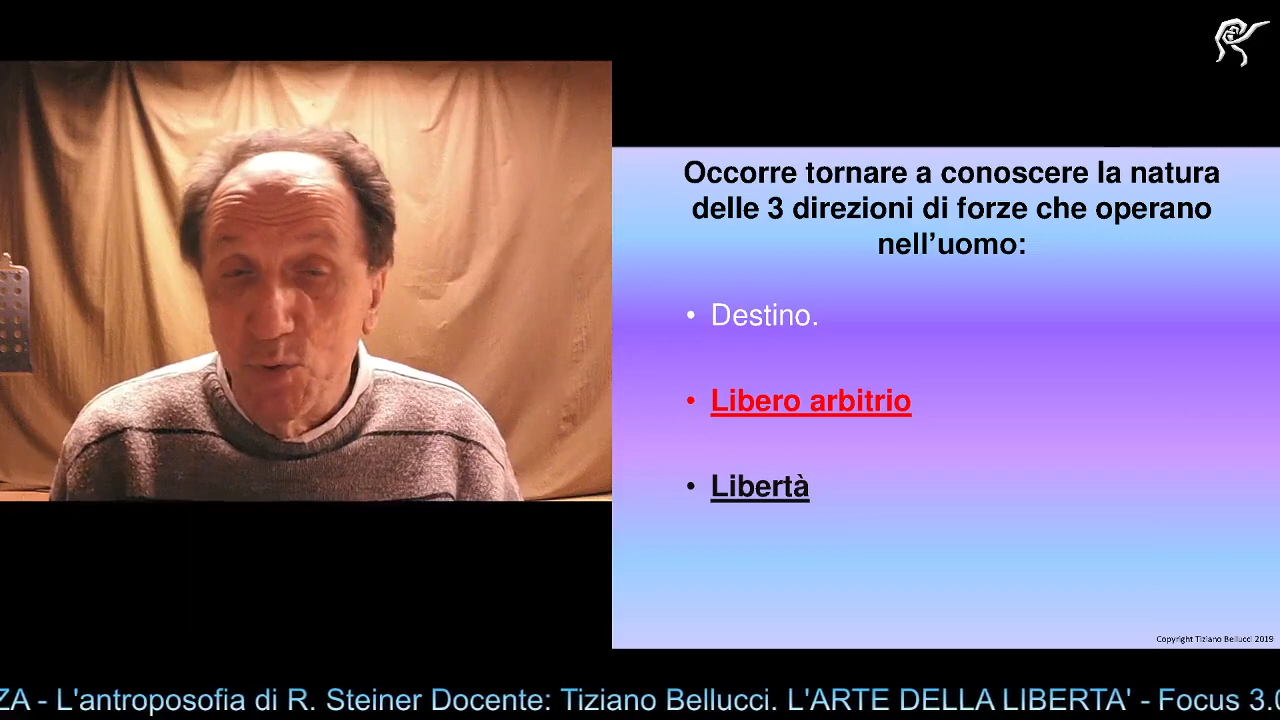 Occorre tornare a conoscere la natura
delle 3 direzioni di forze che operano
nell’uomo:
• Destino.
• Libero arbitrio
• Libertà
Copyright Tiziano Bellucci 2019
ZA - L'antroposofia di R. Steiner Docente: Tiziano Bellucci. L'ARTE DELLA LIBERTA' - Focus 3.0